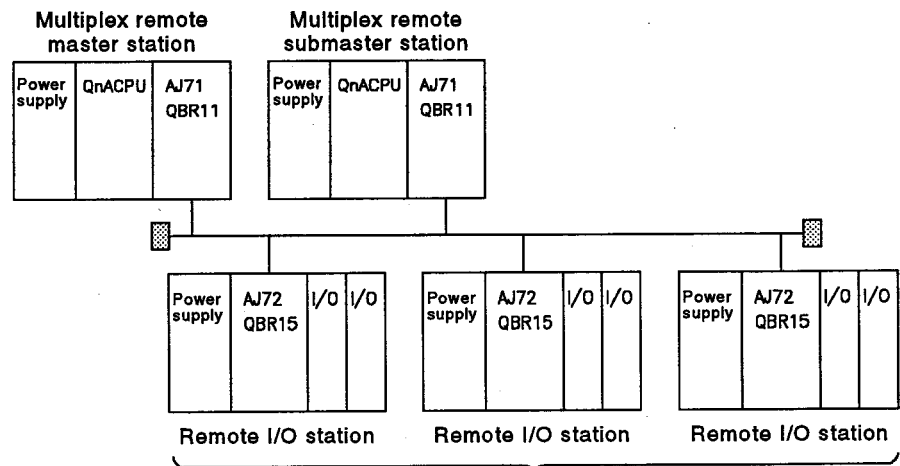 Multiplex remote
master station
Multiplex remote
submaster station
Power
supply
QnACPU
AJ71
QBR11
Power
supply
QnACPU
AJ71
QBR11
Power
supply
AJ72
QBR15
I/O
I/O
Power
supply
AJ72
QBR15
I/O
I/O
Power
supply
AJ72
QBR15
I/O
I/O
Remote I/O station
Remote I/O station
Remote I/O station